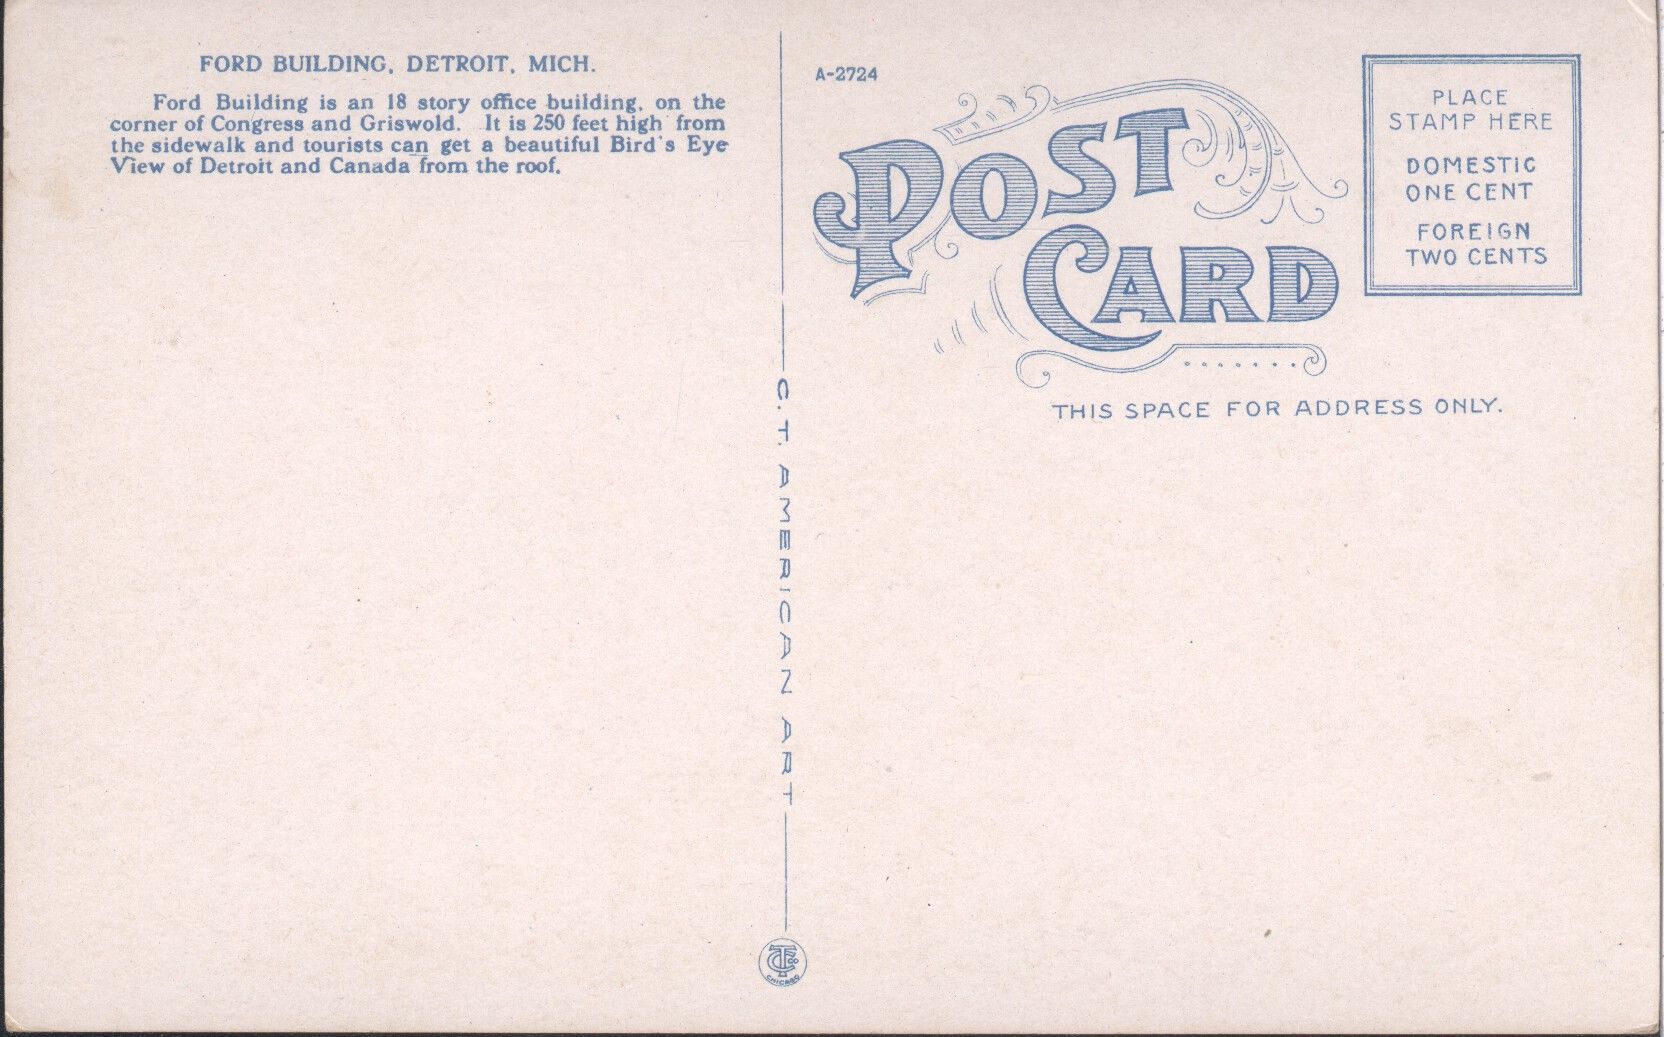 FORD BUILDING, DETROIT, MICH.
Ford Building is an 18 story office building, on the
corner of Congress and Griswold. It is 250 feet high from
the sidewalk and tourists can get a beautiful Bird's Eye
View of Detroit and Canada from the roof.
C.T. AMERICAN ART
CTCo
CHICAGO
A-2724
POST
CARD
PLACE
STAMP HERE
DOMESTIC
ONE CENT
FOREIGN
TWO CENTS
THIS SPACE FOR ADDRESS ONLY.